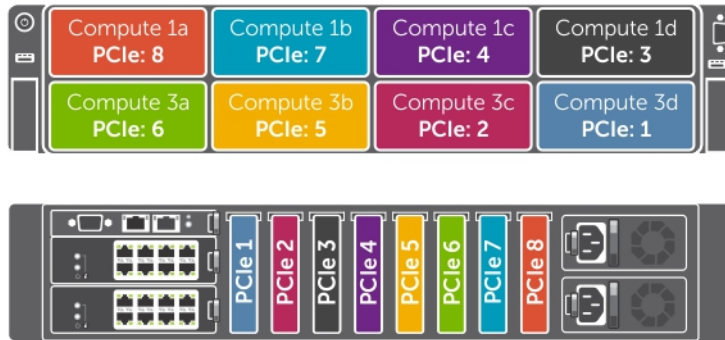 Compute 1a
PCIe: 8
Compute 1b
PCIe: 7
Compute 1c
PCIe: 4
Compute 1d
PCIe: 3
Compute 3a
PCIe: 6
Compute 3b
PCIe: 5
Compute 3c
PCIe: 2
Compute 3d
PCIe: 1
PCIe 1
PCIe 2
PCIe 3
PCIe 4
PCIe 5
PCIe 6
PCIe 7
PCIe 8